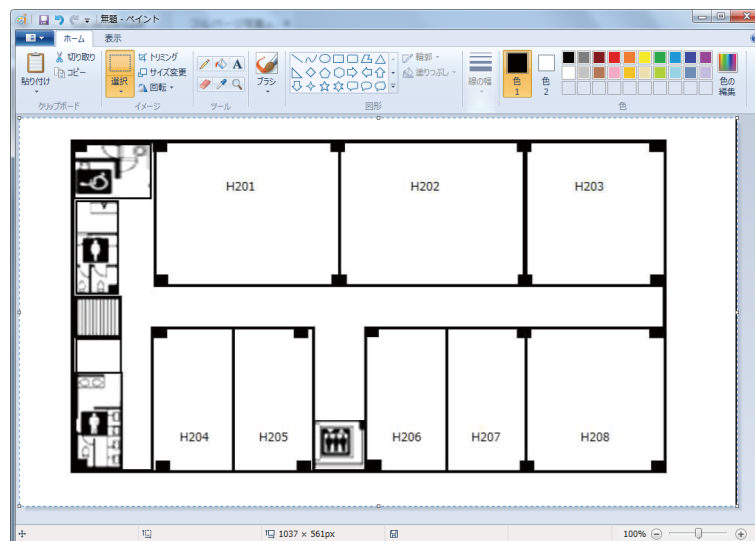 無題 - ペイント
ホーム 表示
貼り付け
切り取り
コピー
クリップボード
選択
トリミング
サイズ変更
回転
イメージ
A
ツール
ブラシ
輪郭
塗りつぶし
図形
線の幅
色 1
色 2
色の編集
色
H201 H202 H203
H204 H205 H206 H207 H208
1037 × 561px
100%